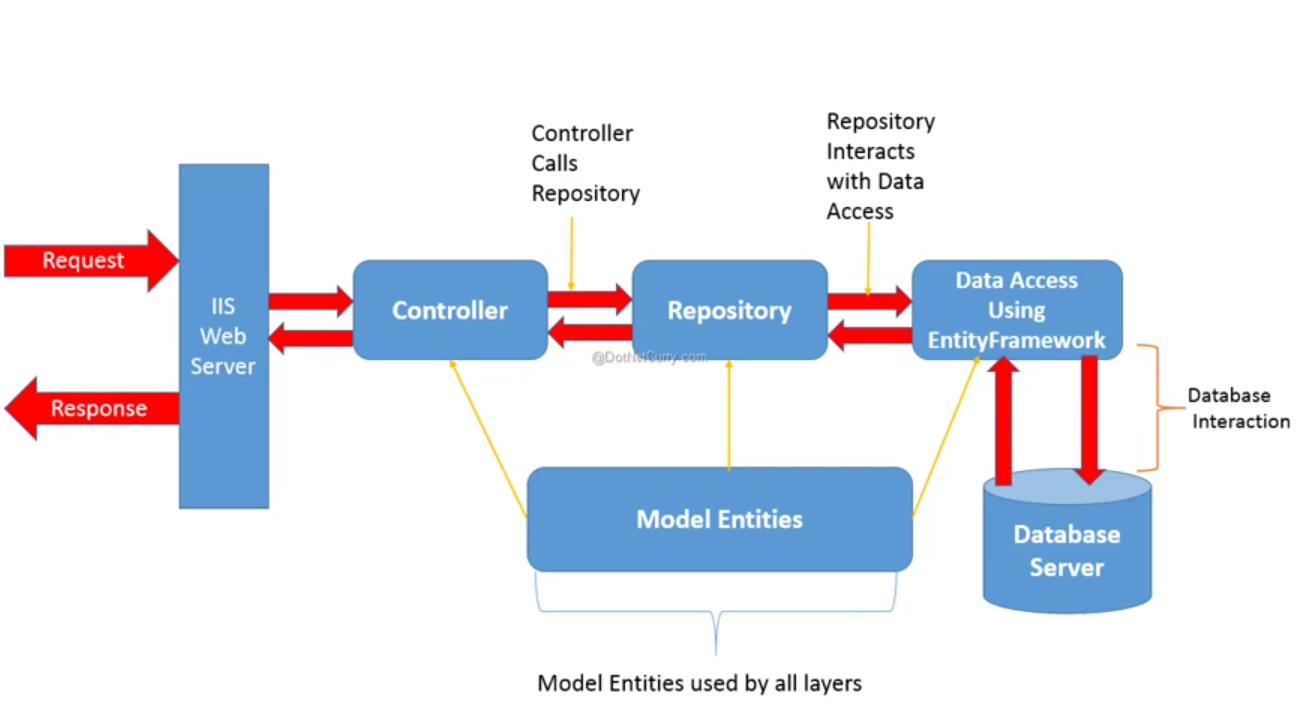 Controller
Calls
Repository
Repository
Interacts
with Data
Access
Request
Response
IIS
Web
Server
Controller
Repository
Data Access
Using
EntityFramework
@DotNetCurry.com
Database
Interaction
Model Entities
Database
Server
Model Entities used by all layers